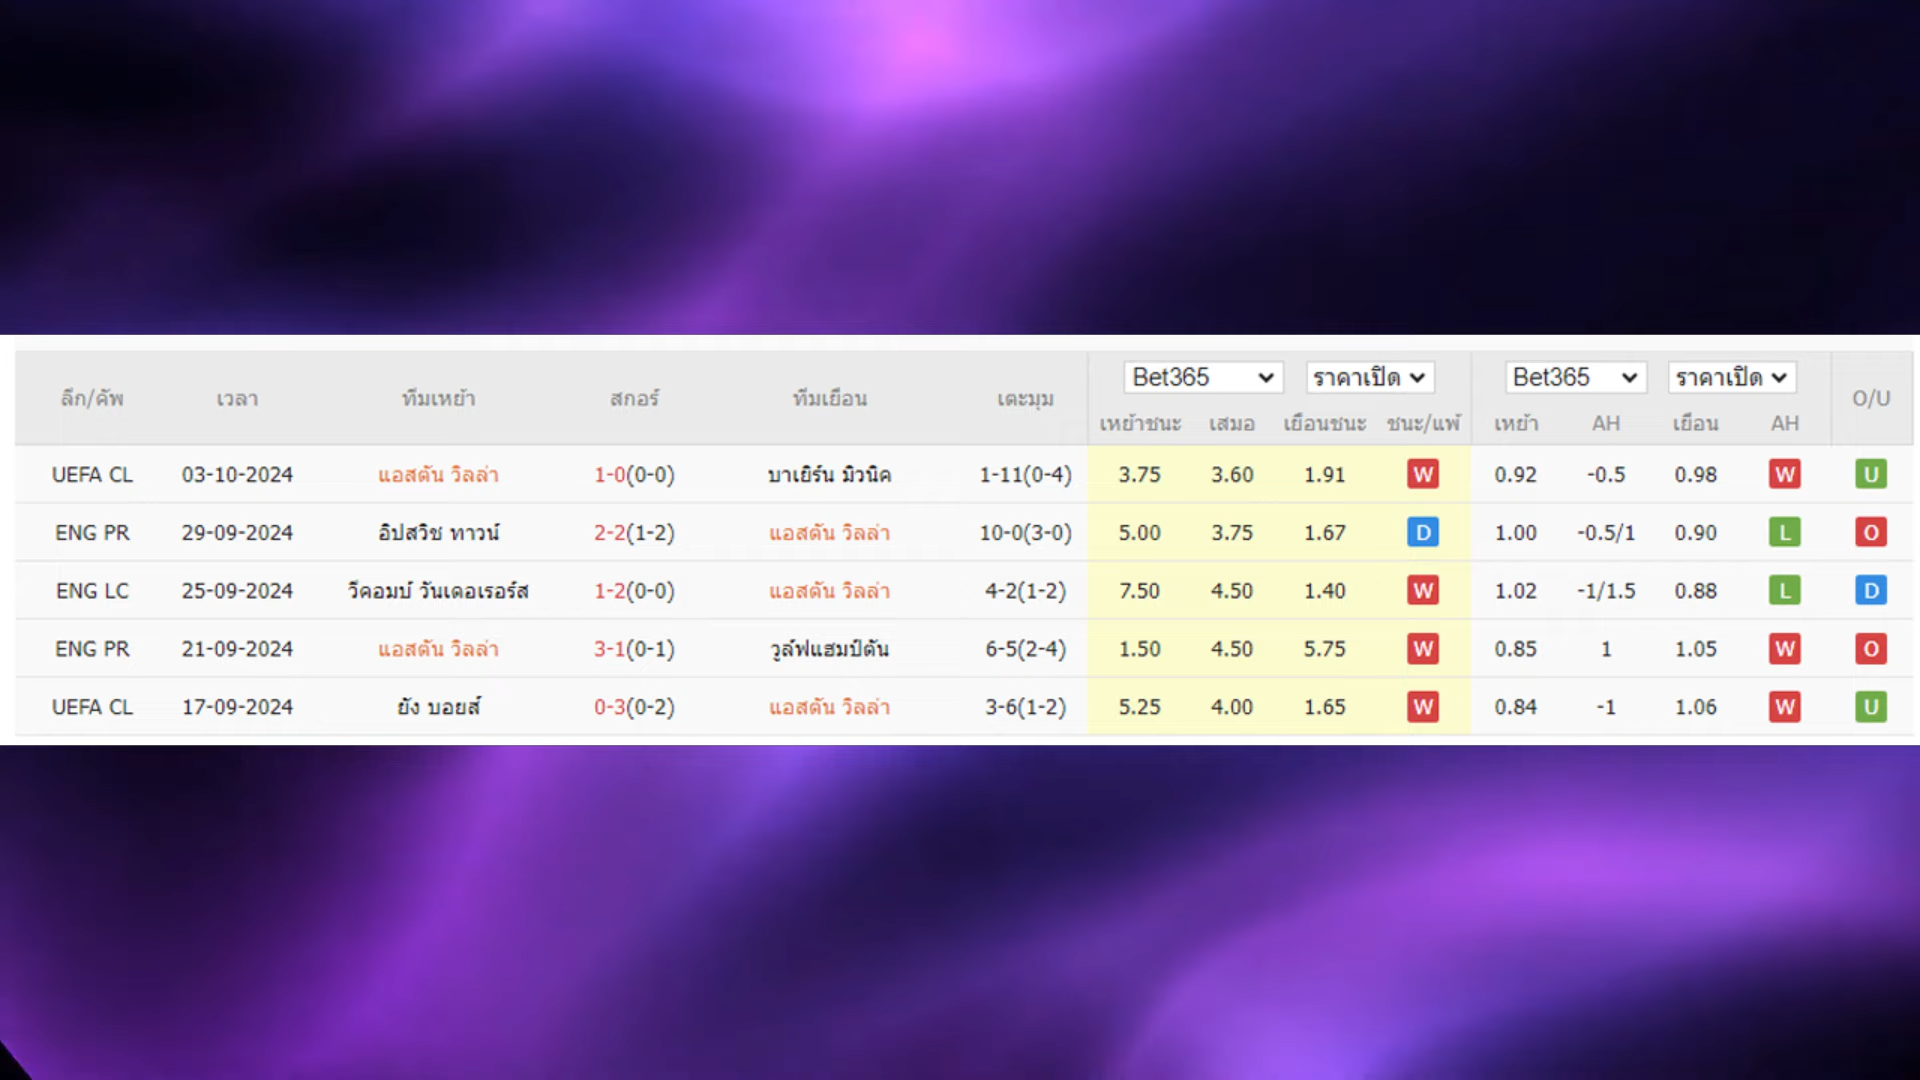 Bet365 ราคาเปิด Bet365 ราคาเปิด
ลีก/คัพ เวลา ทีมเหย้า สกอร์ ทีมเยือน เตะมุม O/U
เหย้าชนะ เสมอ เยือนชนะ ชนะ/แพ้ เหย้า AH เยือน AH
UEFA CL 03-10-2024 แอสตัน วิลล่า 1-0(0-0) บาเยิร์น มิวนิค 1-11(0-4) 3.75 3.60 1.91 W 0.92 -0.5 0.98 W U
ENG PR 29-09-2024 อิปสวิช ทาวน์ 2-2(1-2) แอสตัน วิลล่า 10-0(3-0) 5.00 3.75 1.67 D 1.00 -0.5/1 0.90 L O
ENG LC 25-09-2024 วีคอมบ์ วันเดอเรอร์ส 1-2(0-0) แอสตัน วิลล่า 4-2(1-2) 7.50 4.50 1.40 W 1.02 -1/1.5 0.88 L D
ENG PR 21-09-2024 แอสตัน วิลล่า 3-1(0-1) วูล์ฟแฮมป์ตัน 6-5(2-4) 1.50 4.50 5.75 W 0.85 1 1.05 W O
UEFA CL 17-09-2024 ยัง บอยส์ 0-3(0-2) แอสตัน วิลล่า 3-6(1-2) 5.25 4.00 1.65 W 0.84 -1 1.06 W U